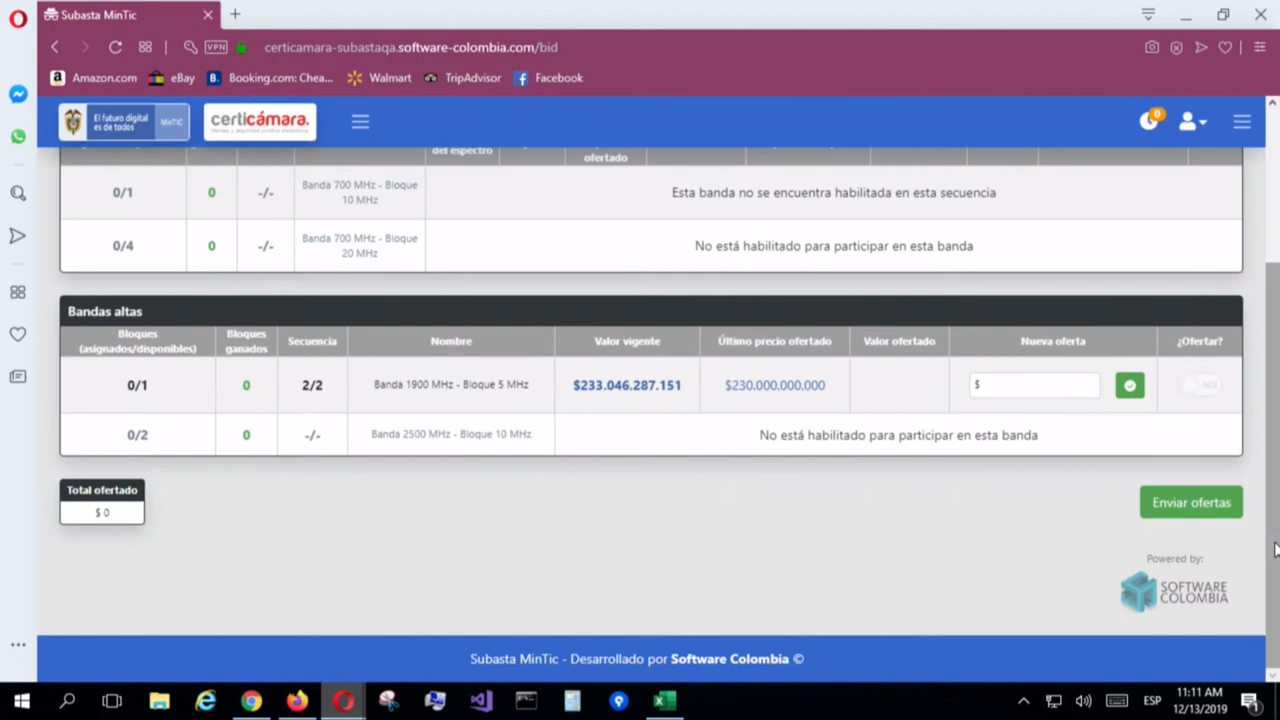 Subasta MinTic
VPN
certicamara-subastaqa.software-colombia.com/bid
Amazon.com
eBay
Booking.com: Chea...
Walmart
TripAdvisor
Facebook
El futuro digital
es de todos
MinTIC
certicámara.
0
del espectro
ofertado
0/1
0
-/-
Banda 700 MHz - Bloque
10 MHz
Esta banda no se encuentra habilitada en esta secuencia
0/4
0
-/-
Banda 700 MHz - Bloque
20 MHz
No está habilitado para participar en esta banda
Bandas altas
Bloques
(asignados/disponibles)
Bloques
ganados
Secuencia
Nombre
Valor vigente
Último precio ofertado
Valor ofertado
Nueva oferta
¿Ofertar?
0/1
0
2/2
Banda 1900 MHz - Bloque 5 MHz
$233.046.287.151
$230.000.000.000
$
NO
0/2
0
-/-
Banda 2500 MHz - Bloque 10 MHz
No está habilitado para participar en esta banda
Total ofertado
$ 0
Enviar ofertas
Powered by:
SOFTWARE
COLOMBIA
Subasta MinTic - Desarrollado por Software Colombia ©
ESP
11:11 AM
12/13/2019
1